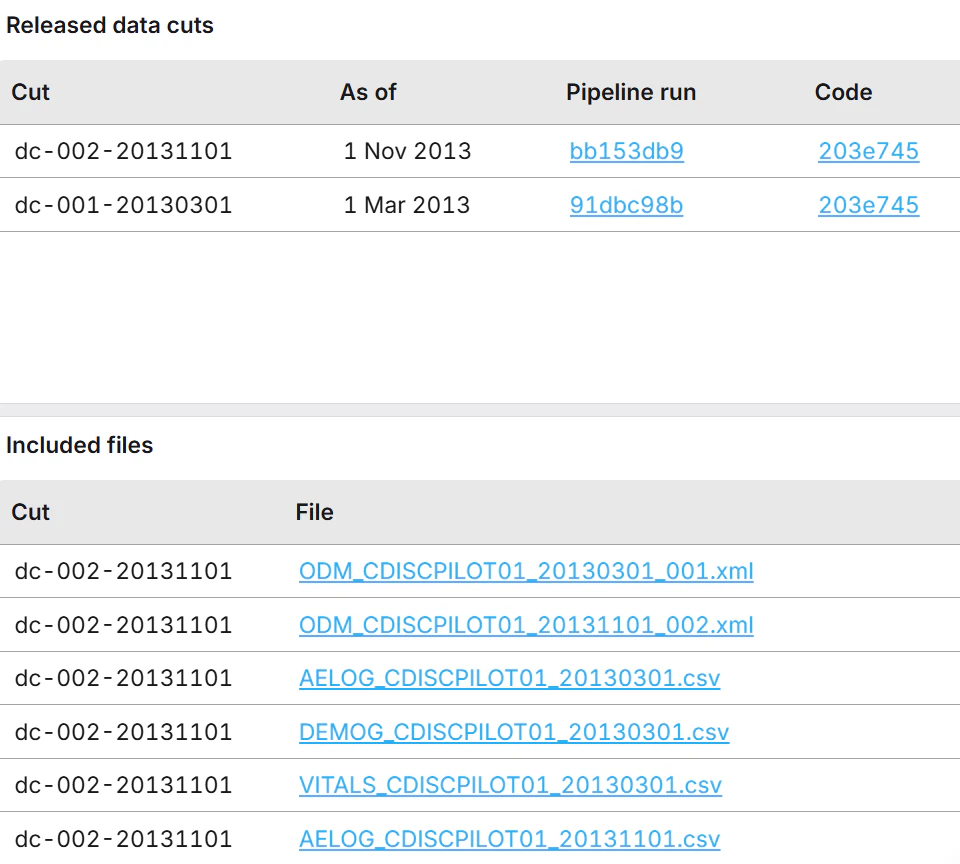 Released data cuts
Cut As of Pipeline run Code
dc-002-20131101 1 Nov 2013 bb153db9 203e745
dc-001-20130301 1 Mar 2013 91dbc98b 203e745
Included files
Cut File
dc-002-20131101 ODM_CDISCPILOT01_20130301_001.xml
dc-002-20131101 ODM_CDISCPILOT01_20131101_002.xml
dc-002-20131101 AELOG_CDISCPILOT01_20130301.csv
dc-002-20131101 DEMOG_CDISCPILOT01_20130301.csv
dc-002-20131101 VITALS_CDISCPILOT01_20130301.csv
dc-002-20131101 AELOG_CDISCPILOT01_20131101.csv